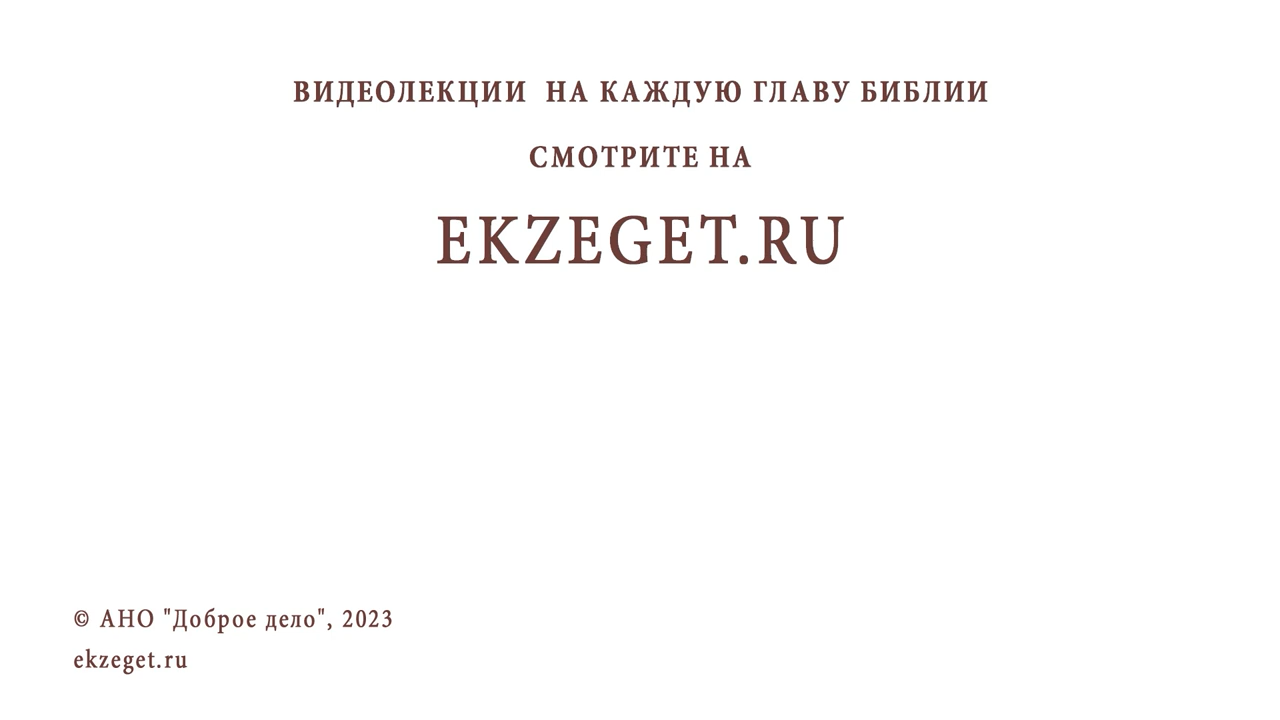 ВИДЕОЛЕКЦИИ НА КАЖДУЮ ГЛАВУ БИБЛИИ
СМОТРИТЕ НА
EKZEGET.RU
© АНО "Доброе дело", 2023
ekzeget.ru